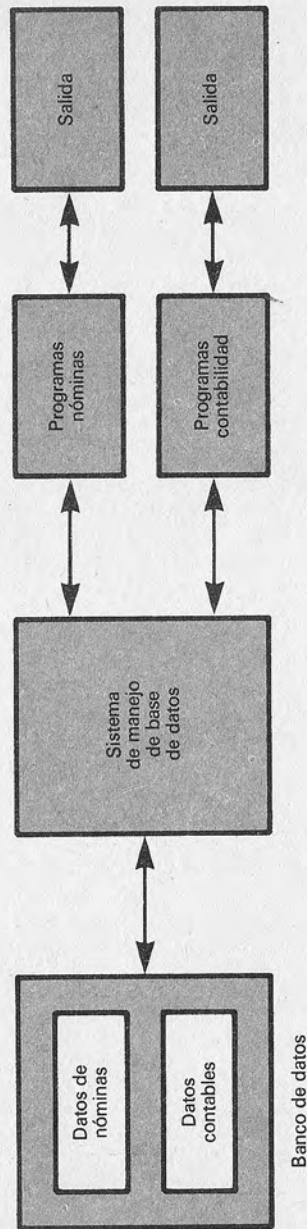 Datos de
nóminas
Datos
contables
Banco de datos
Sistema
de manejo
de base
de datos
Programas
nóminas
Programas
contabilidad
Salida
Salida